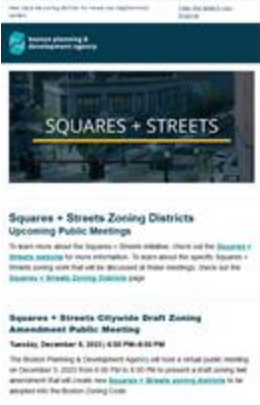 boston planning &
development agency
SQUARES + STREETS
Squares + Streets Zoning Districts
Upcoming Public Meetings
To learn more about the Squares + Streets initiative, check out the Squares +
Streets website for more information. To learn about the specific Squares +
Streets zoning work that will be discussed at these meetings, check out the
Squares + Streets Zoning Districts page
Squares + Streets Citywide Draft Zoning
Amendment Public Meeting
Tuesday, December 5, 2023, 6:00 PM-8:00 PM
The Boston Planning & Development Agency will host a virtual public meeting
on December 5, 2023 from 6:00 PM to 8:00 PM to present a draft zoning text
amendment that will create new Squares + Streets zoning districts to be
adopted into the Boston Zoning Code.